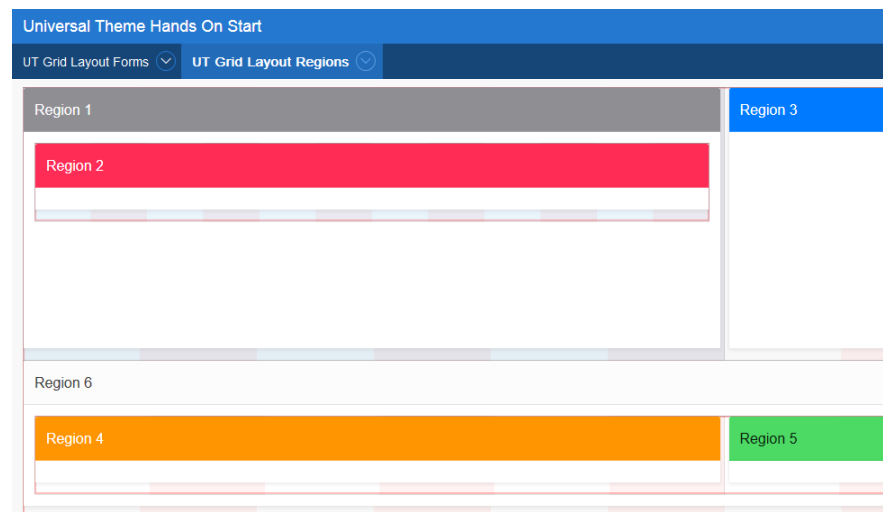 Universal Theme Hands On Start
UT Grid Layout Forms UT Grid Layout Regions
Region 1 Region 3
Region 2
Region 6
Region 4 Region 5